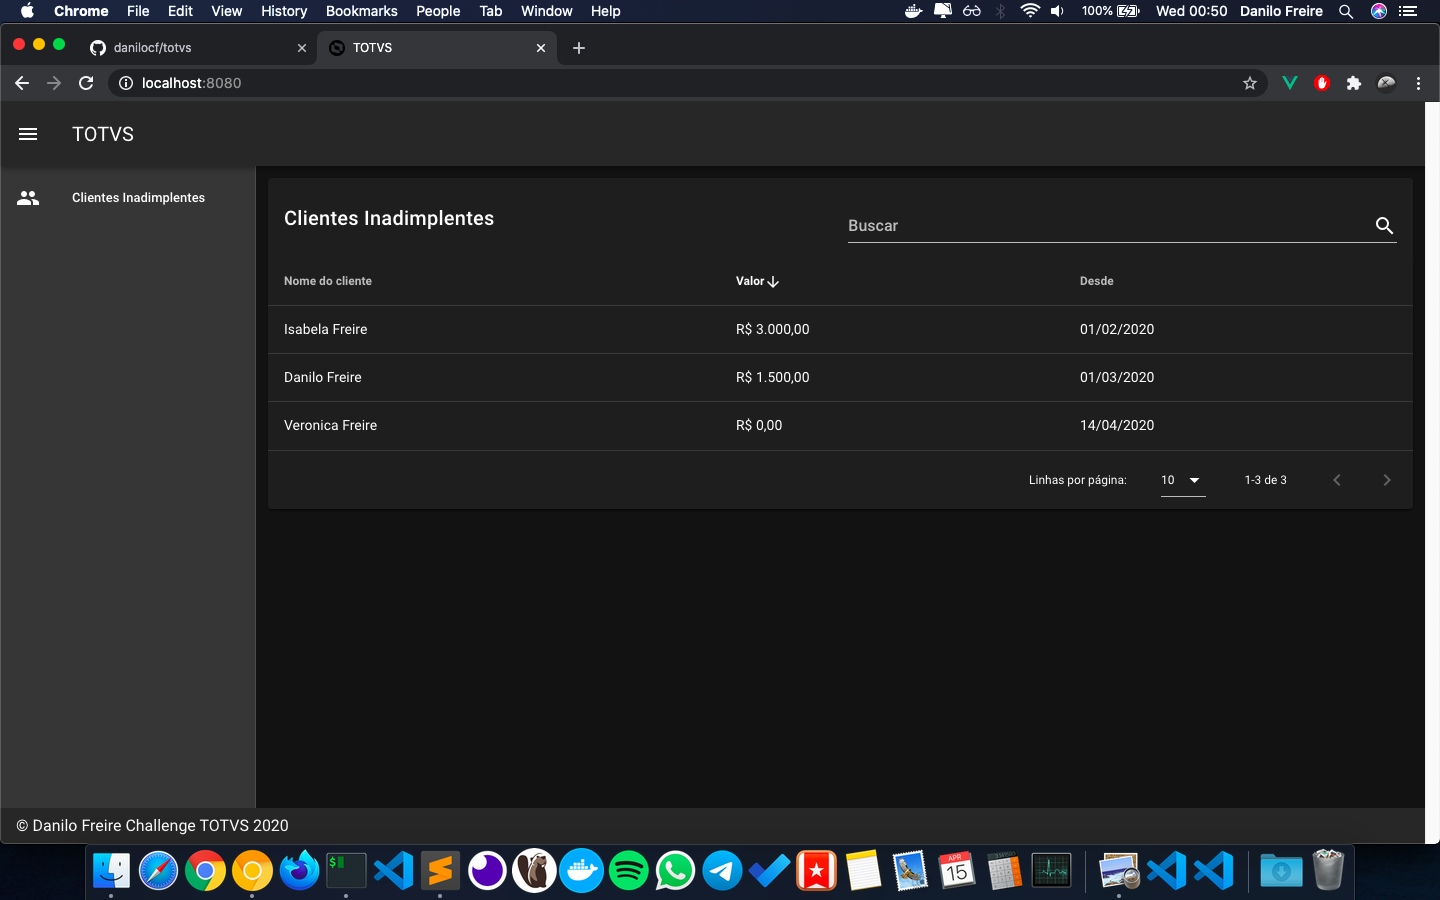 Chrome File Edit View History Bookmarks People Tab Window Help 100% Wed 00:50 Danilo Freire
danilocf/totvs TOTVS
localhost:8080
TOTVS
Clientes Inadimplentes
Clientes Inadimplentes
Buscar
Nome do cliente Valor Desde
Isabela Freire R$ 3.000,00 01/02/2020
Danilo Freire R$ 1.500,00 01/03/2020
Veronica Freire R$ 0,00 14/04/2020
Linhas por página: 10 1-3 de 3
© Danilo Freire Challenge TOTVS 2020
$
APR
15